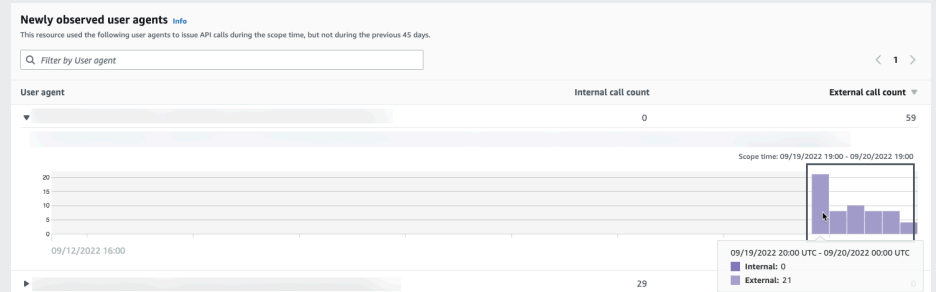 Newly observed user agents Info
This resource used the following user agents to issue API calls during the scope time, but not during the previous 45 days.
Filter by User agent
1
User agent Internal call count External call count
0 59
Scope time: 09/19/2022 19:00 - 09/20/2022 19:00
20
15
10
5
0
09/12/2022 16:00
09/19/2022 20:00 UTC - 09/20/2022 00:00 UTC
Internal: 0
External: 21
29 0